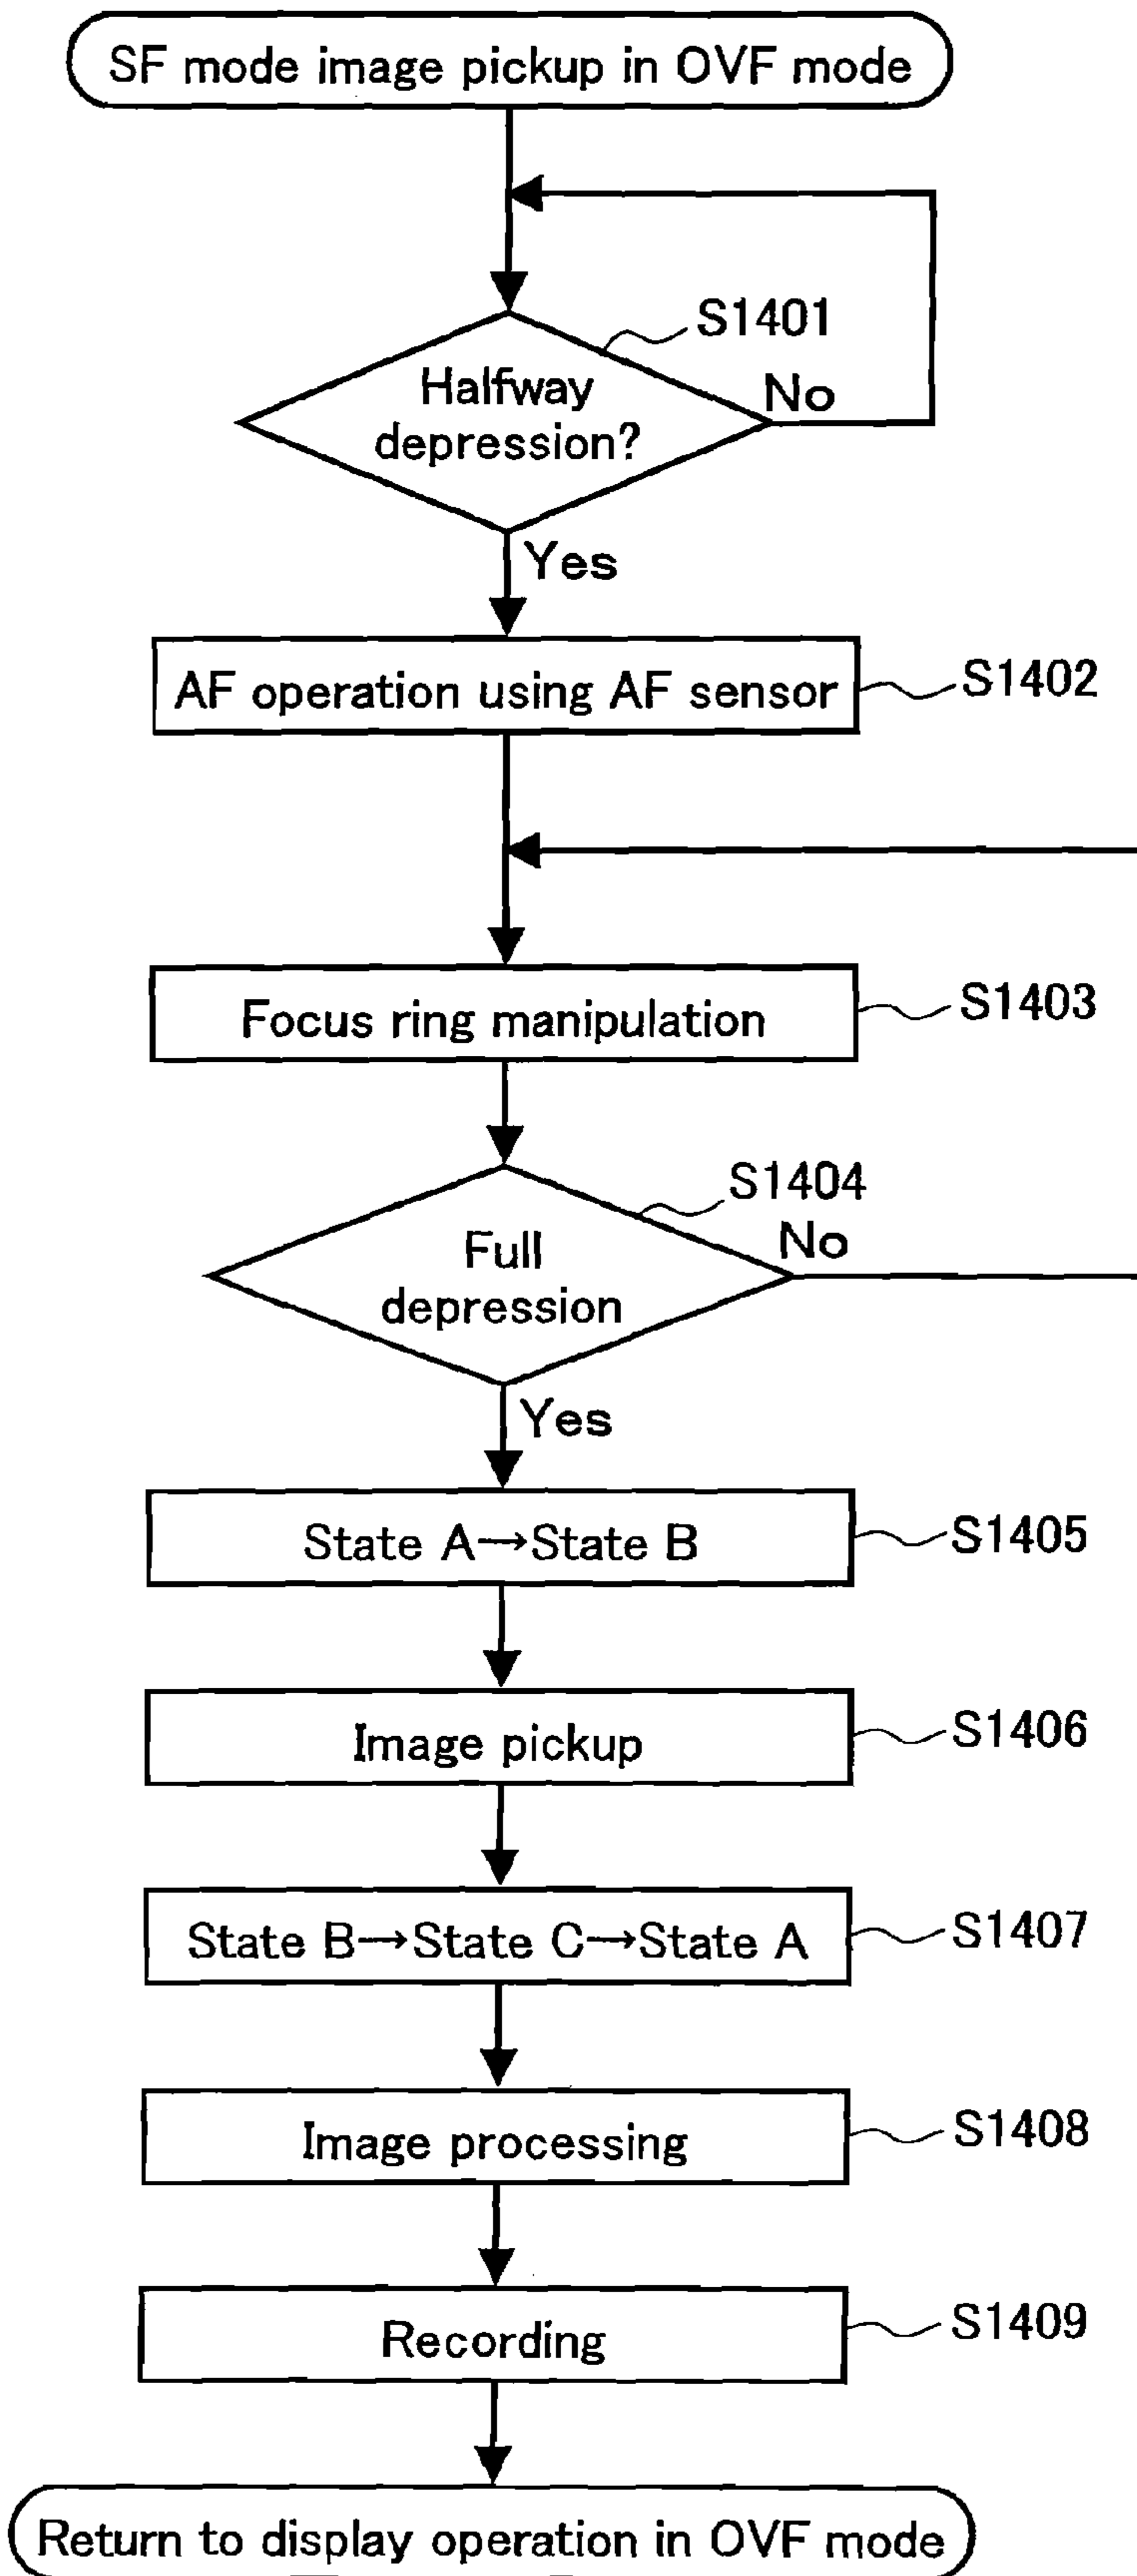 SF mode image pickup in OVF mode
S1401
Halfway
depression?
No
Yes
AF operation using AF sensor
S1402
Focus ring manipulation
S1403
S1404
Full
depression
No
Yes
State A→State B
S1405
Image pickup
S1406
State B→State C→State A
S1407
Image processing
S1408
Recording
S1409
Return to display operation in OVF mode